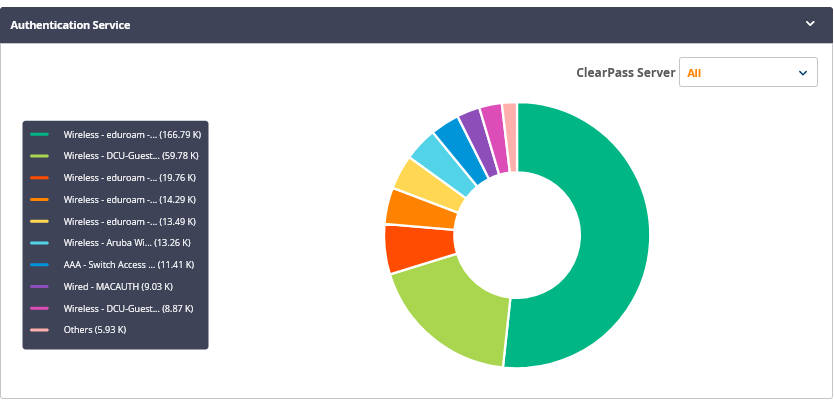 Authentication Service
ClearPass Server All
Wireless - eduroam -... (166.79 K)
Wireless - DCU-Guest... (59.78 K)
Wireless - eduroam -... (19.76 K)
Wireless - eduroam -... (14.29 K)
Wireless - eduroam -... (13.49 K)
Wireless - Aruba Wi... (13.26 K)
AAA - Switch Access ... (11.41 K)
Wired - MACAUTH (9.03 K)
Wireless - DCU-Guest... (8.87 K)
Others (5.93 K)